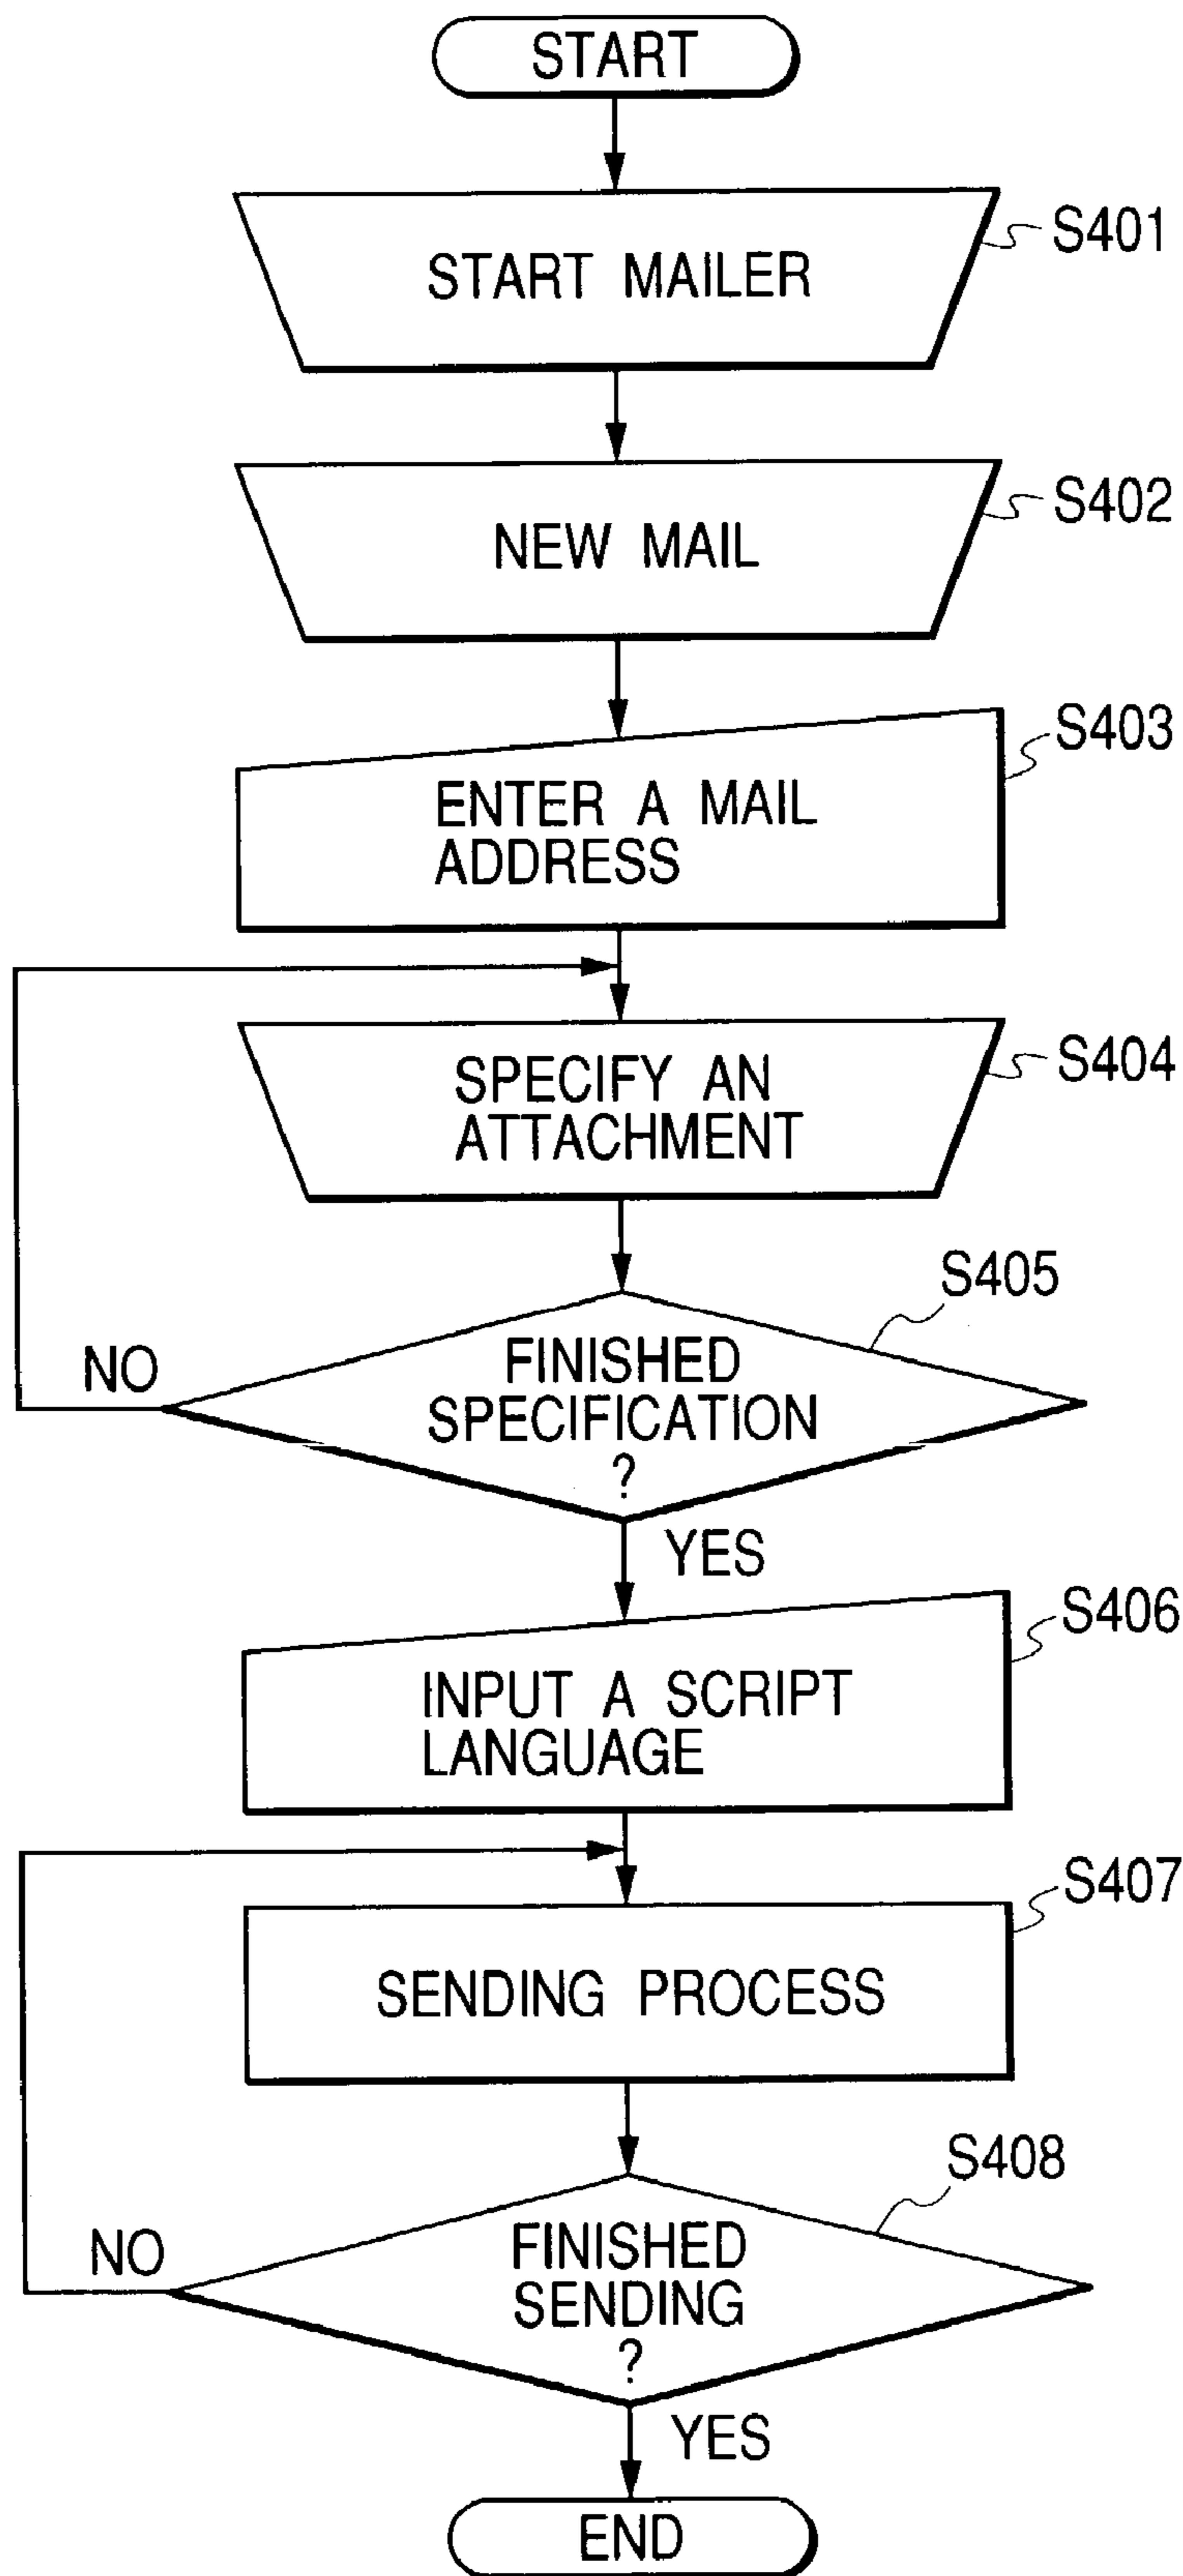 START
START MAILER
S401
NEW MAIL
S402
S403
ENTER A MAIL
ADDRESS
SPECIFY AN
ATTACHMENT
S404
S405
NO
FINISHED
SPECIFICATION
?
YES
S406
INPUT A SCRIPT
LANGUAGE
S407
SENDING PROCESS
S408
NO
FINISHED
SENDING
?
YES
END